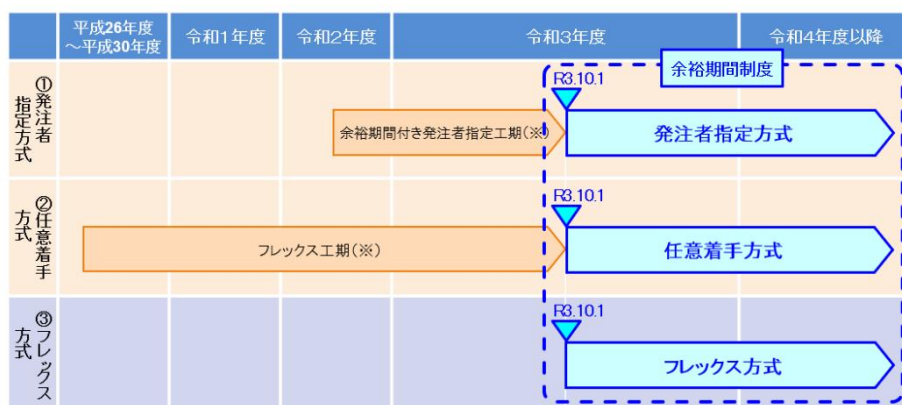 平成26年度
～平成30年度
令和1年度
令和2年度
令和3年度
令和4年度以降
余裕期間制度
①発注者
指定方式
余裕期間付き発注者指定工期(※)
R3.10.1
発注者指定方式
②任意着手
方式
フレックス工期(※)
R3.10.1
任意着手方式
③フレックス
方式
R3.10.1
フレックス方式